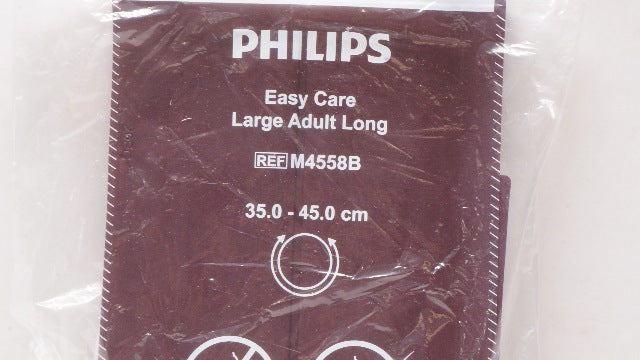 PHILIPS
Easy Care
Large Adult Long
REF M4558B
35.0 - 45.0 cm